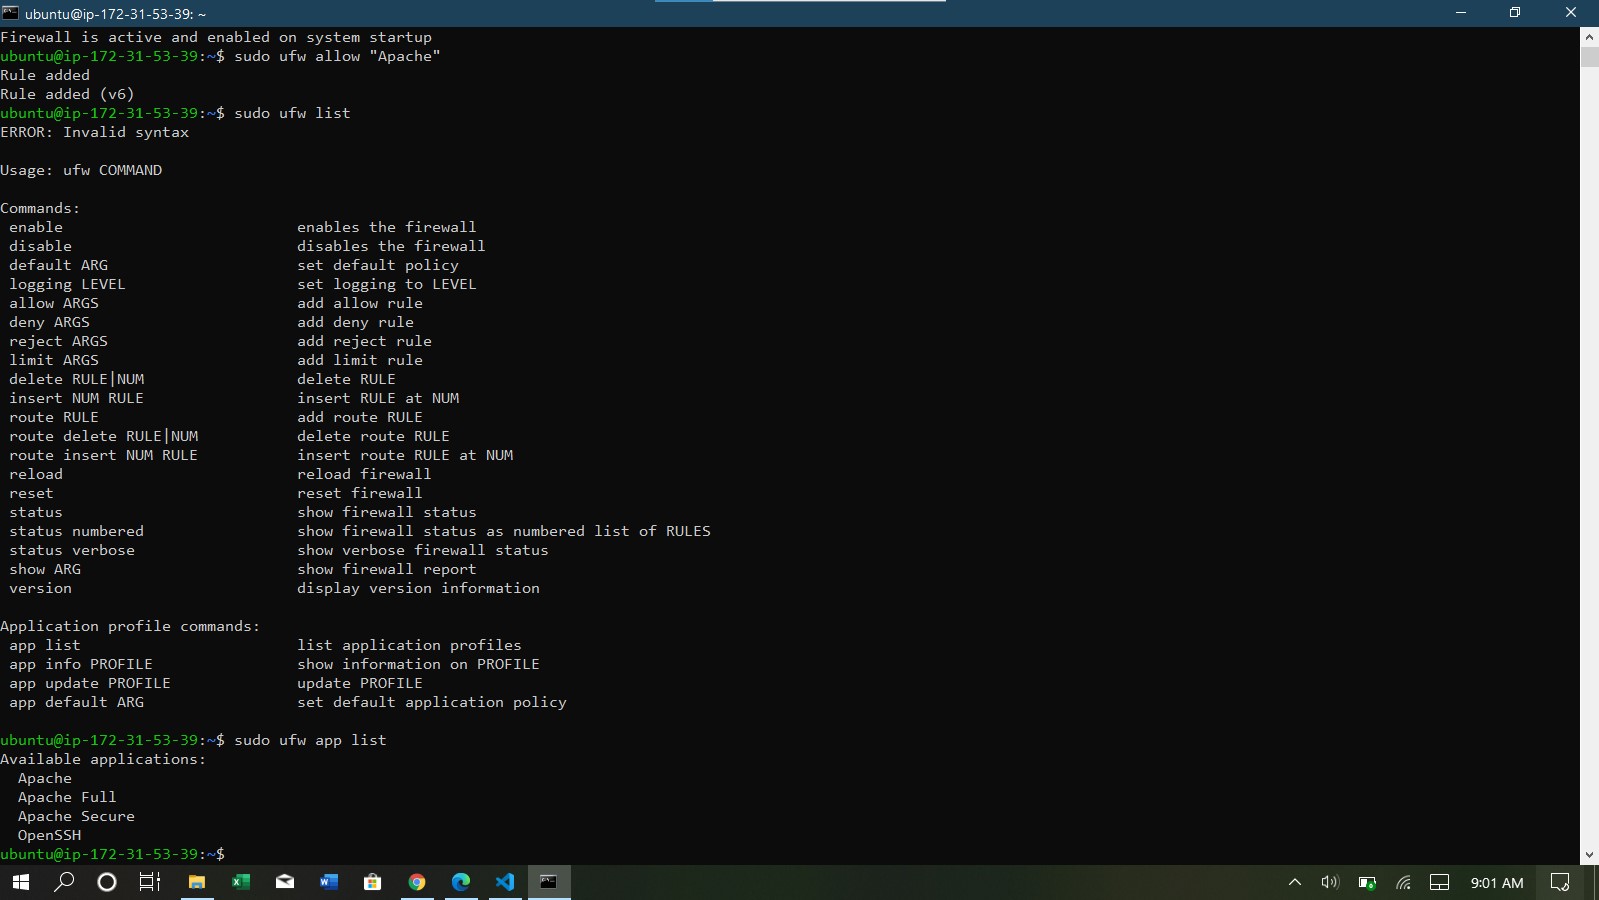 ubuntu@ip-172-31-53-39: ~
Firewall is active and enabled on system startup
ubuntu@ip-172-31-53-39:~$ sudo ufw allow "Apache"
Rule added
Rule added (v6)
ubuntu@ip-172-31-53-39:~$ sudo ufw list
ERROR: Invalid syntax

Usage: ufw COMMAND

Commands:
 enable                          enables the firewall
 disable                         disables the firewall
 default ARG                     set default policy
 logging LEVEL                   set logging to LEVEL
 allow ARGS                      add allow rule
 deny ARGS                       add deny rule
 reject ARGS                     add reject rule
 limit ARGS                      add limit rule
 delete RULE|NUM                 delete RULE
 insert NUM RULE                 insert RULE at NUM
 route RULE                      add route RULE
 route delete RULE|NUM           delete route RULE
 route insert NUM RULE           insert route RULE at NUM
 reload                          reload firewall
 reset                           reset firewall
 status                          show firewall status
 status numbered                 show firewall status as numbered list of RULES
 status verbose                  show verbose firewall status
 show ARG                        show firewall report
 version                         display version information

Application profile commands:
 app list                        list application profiles
 app info PROFILE                show information on PROFILE
 app update PROFILE              update PROFILE
 app default ARG                 set default application policy

ubuntu@ip-172-31-53-39:~$ sudo ufw app list
Available applications:
  Apache
  Apache Full
  Apache Secure
  OpenSSH
ubuntu@ip-172-31-53-39:~$
9:01 AM